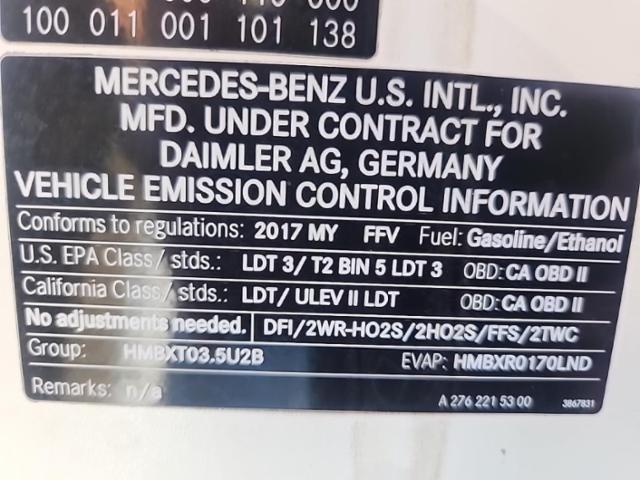 100 011 001 101 138
MERCEDES-BENZ U.S. INTL., INC.
MFD. UNDER CONTRACT FOR
DAIMLER AG, GERMANY
VEHICLE EMISSION CONTROL INFORMATION
Conforms to regulations: 2017 MY FFV Fuel: Gasoline/Ethanol
U.S. EPA Class/ stds.: LDT 3/ T2 BIN 5 LDT 3 OBD: CA OBD II
California Class/ stds.: LDT/ ULEV II LDT OBD: CA OBD II
No adjustments needed. DFI/2WR-HO2S/2HO2S/FFS/2TWC
Group: HMBXT03.5U2B EVAP: HMBXR0170LND
Remarks: n/a A 276 221 53 00 3867831